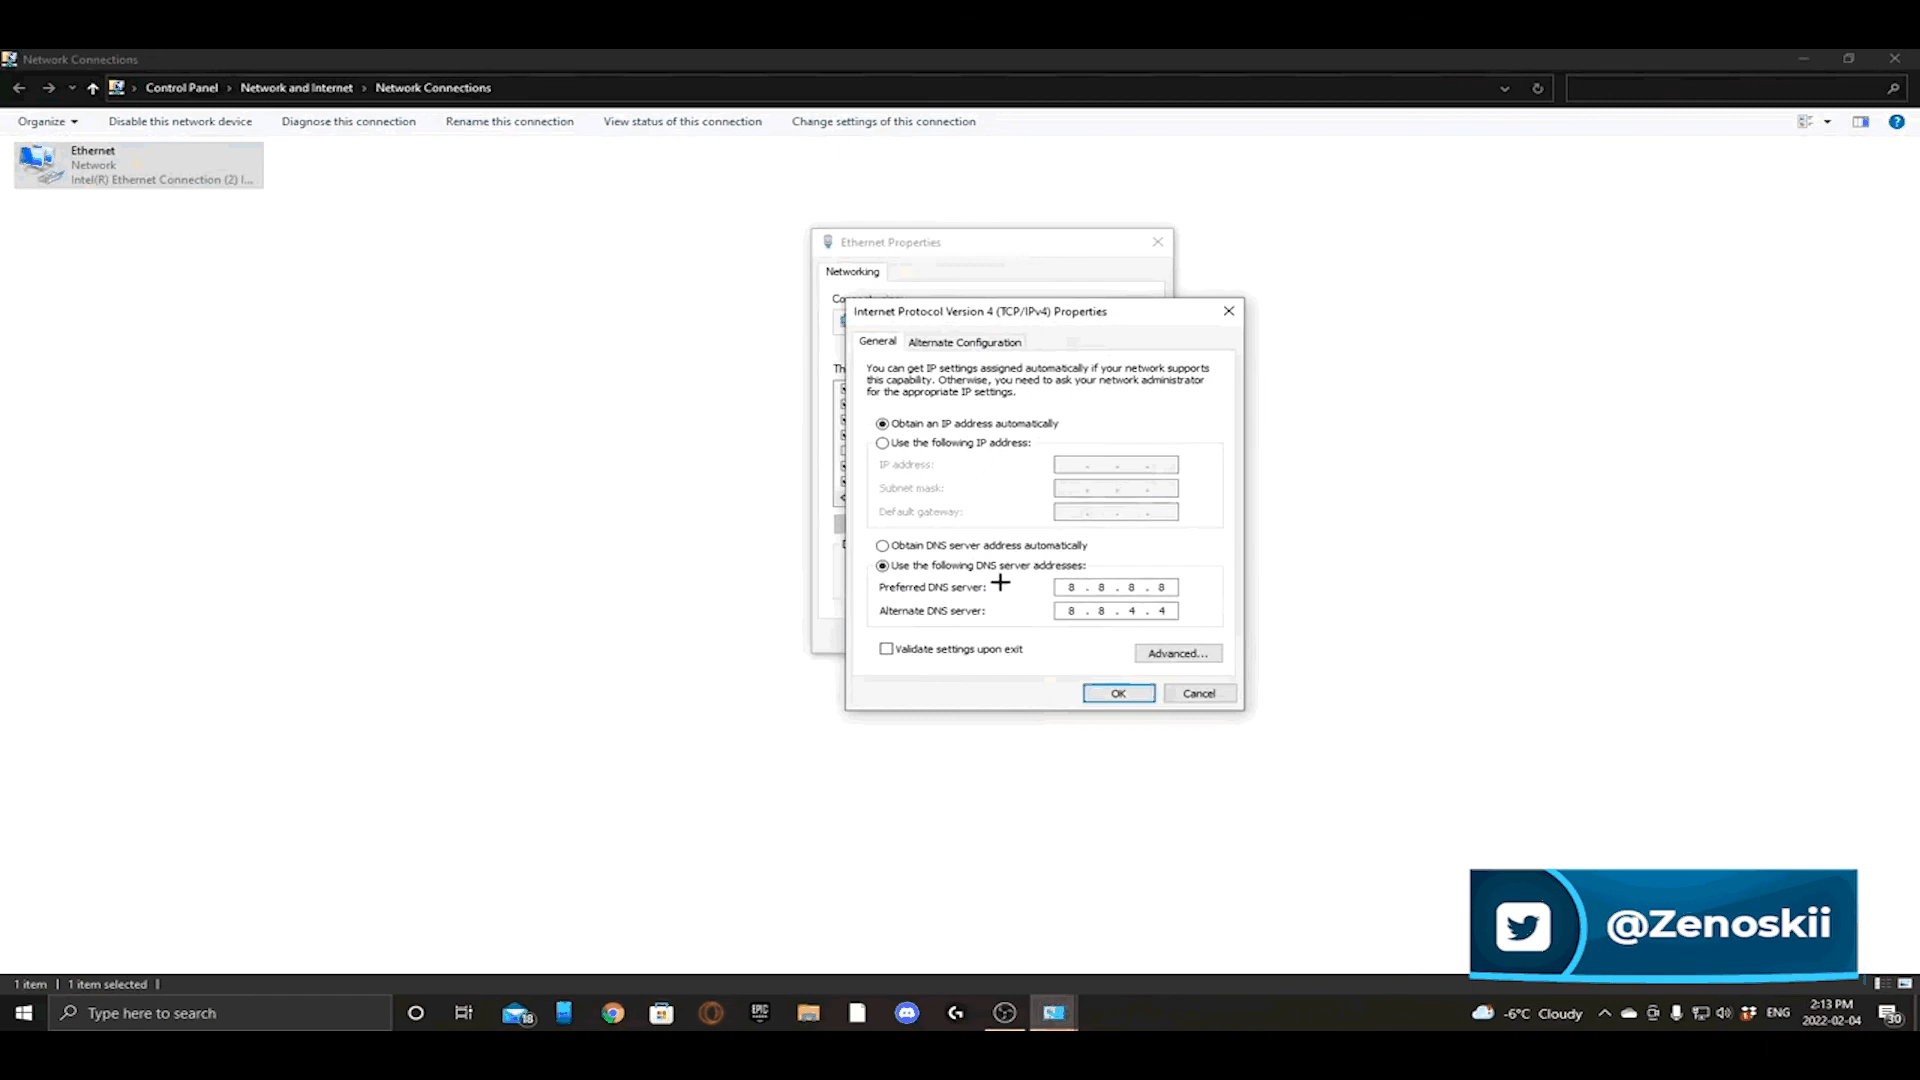 Network Connections
Control Panel › Network and Internet › Network Connections
Organize Disable this network device Diagnose this connection Rename this connection View status of this connection Change settings of this connection
Ethernet
Network
Intel(R) Ethernet Connection (2) I...
Ethernet Properties
Networking
Internet Protocol Version 4 (TCP/IPv4) Properties
General Alternate Configuration
You can get IP settings assigned automatically if your network supports
this capability. Otherwise, you need to ask your network administrator
for the appropriate IP settings.
Obtain an IP address automatically
Use the following IP address:
IP address: . . .
Subnet mask: . . .
Default gateway: . . .
Obtain DNS server address automatically
Use the following DNS server addresses:
Preferred DNS server: 8 . 8 . 8 . 8
Alternate DNS server: 8 . 8 . 4 . 4
Validate settings upon exit
Advanced...
OK Cancel
@Zenoskii
1 item | 1 item selected |
Type here to search
18
EPIC
-6°C Cloudy
ENG
2:13 PM
2022-02-04
30